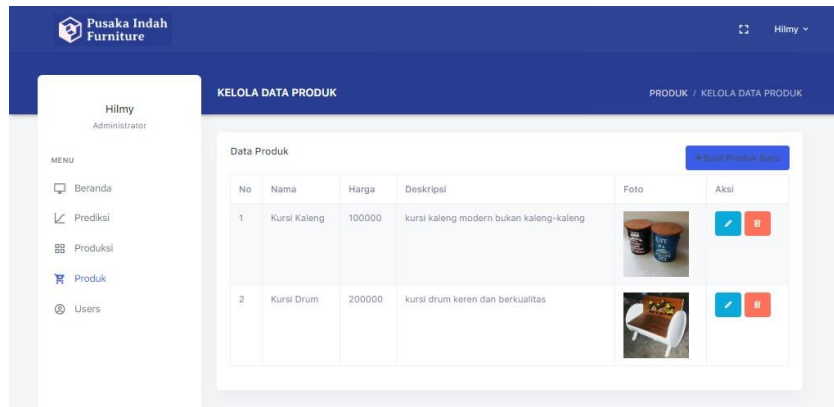 Pusaka Indah
Furniture
Hilmy
KELOLA DATA PRODUK
PRODUK / KELOLA DATA PRODUK
Hilmy
Administrator
MENU
Beranda
Prediksi
Produksi
Produk
Users
Data Produk
+Buat Produk Baru
No Nama Harga Deskripsi Foto Aksi
1 Kursi Kaleng 100000 kursi kaleng modern bukan kaleng-kaleng
2 Kursi Drum 200000 kursi drum keren dan berkualitas